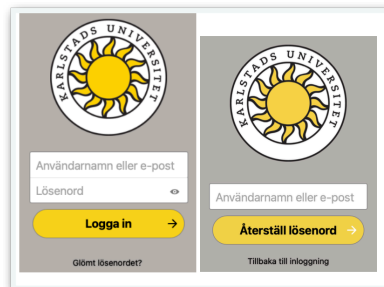 KARLSTADS UNIVERSITET
Användarnamn eller e-post
Lösenord
Logga in
Glömt lösenordet?
KARLSTADS UNIVERSITET
Användarnamn eller e-post
Återställ lösenord
Tillbaka till inloggning